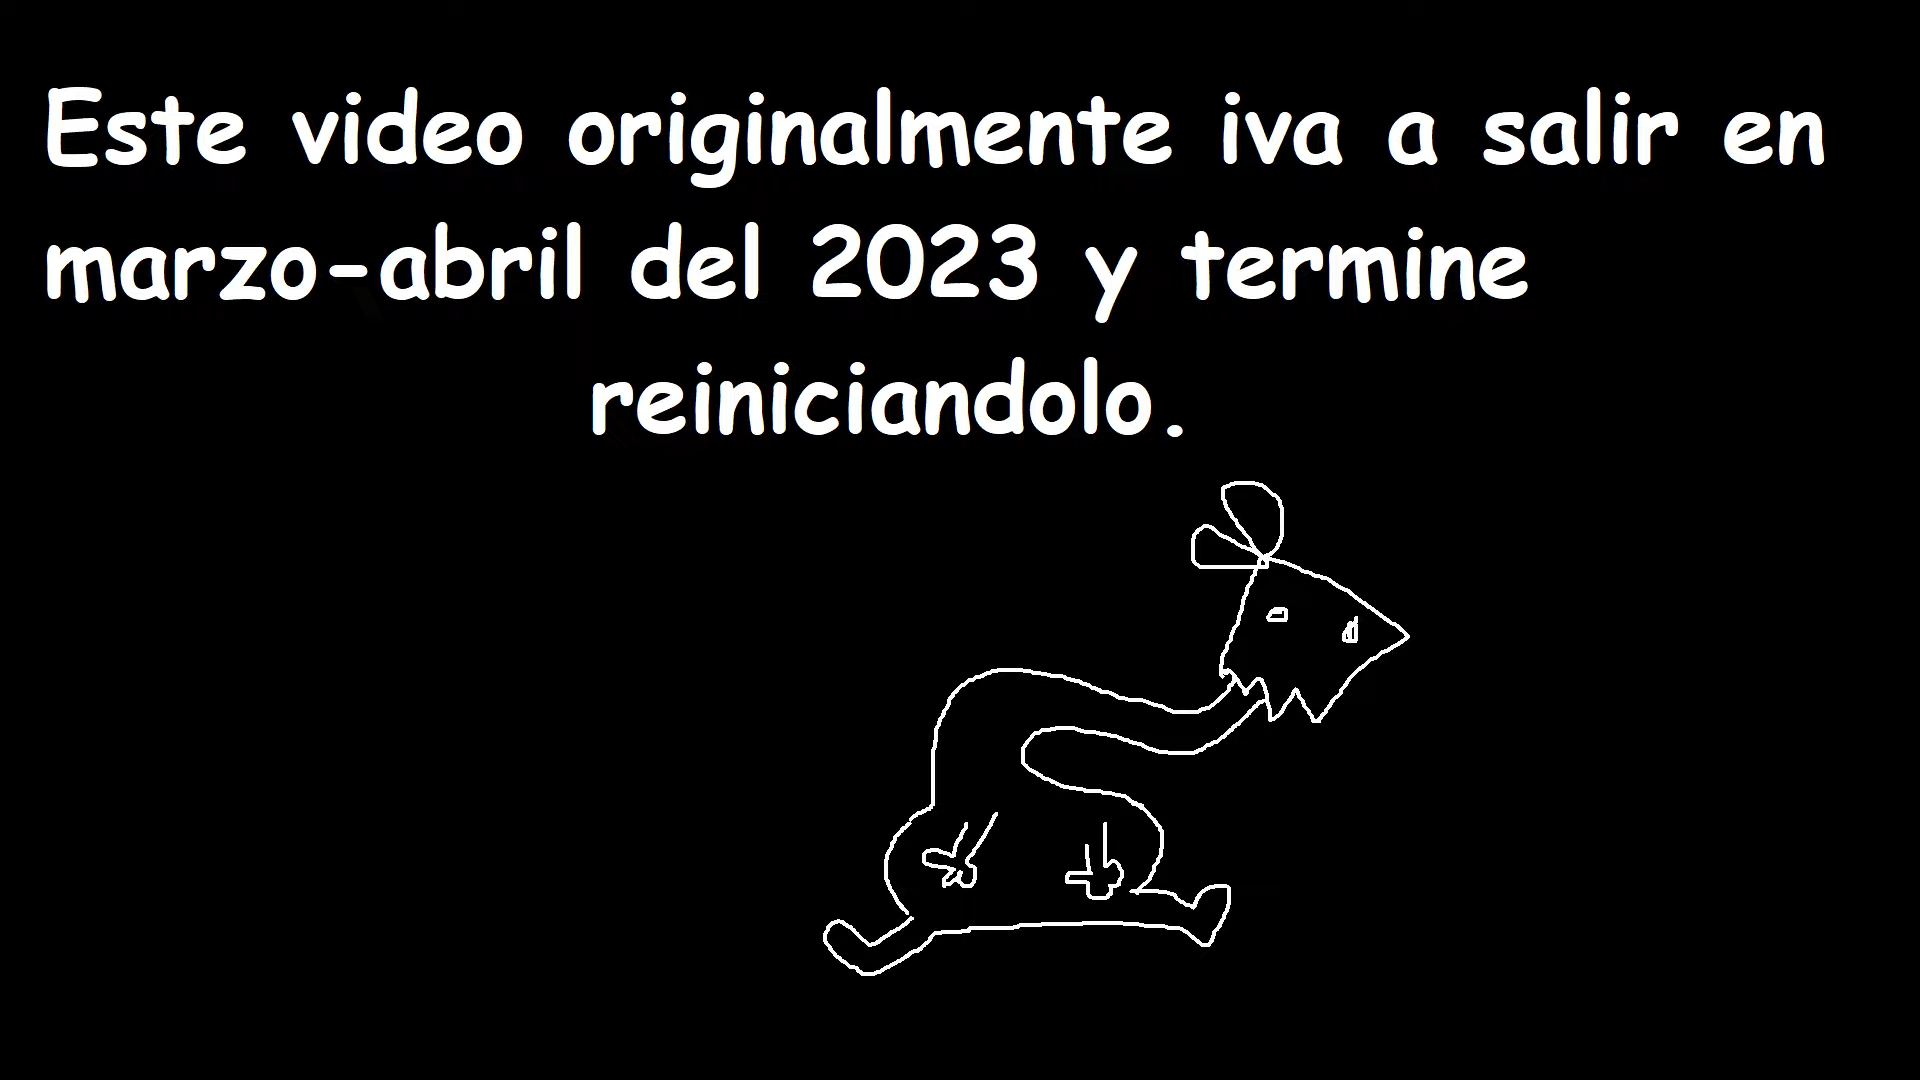 Este video originalmente iva a salir en
marzo-abril del 2023 y termine
reiniciandolo.